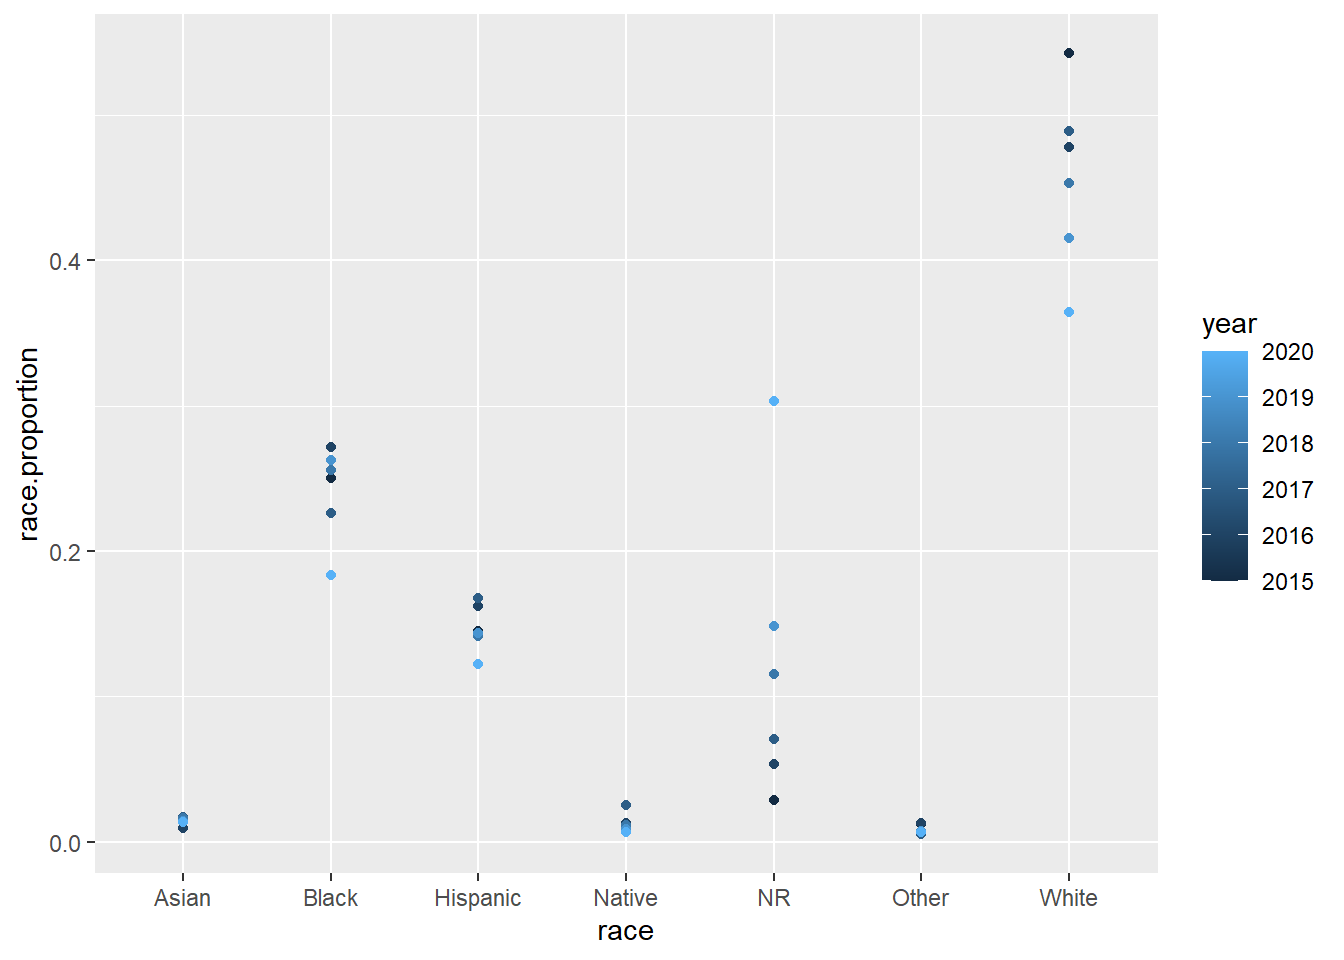 race.proportion
0.4
0.2
0.0
Asian
Black
Hispanic
Native
NR
Other
White
race
year
2020
2019
2018
2017
2016
2015